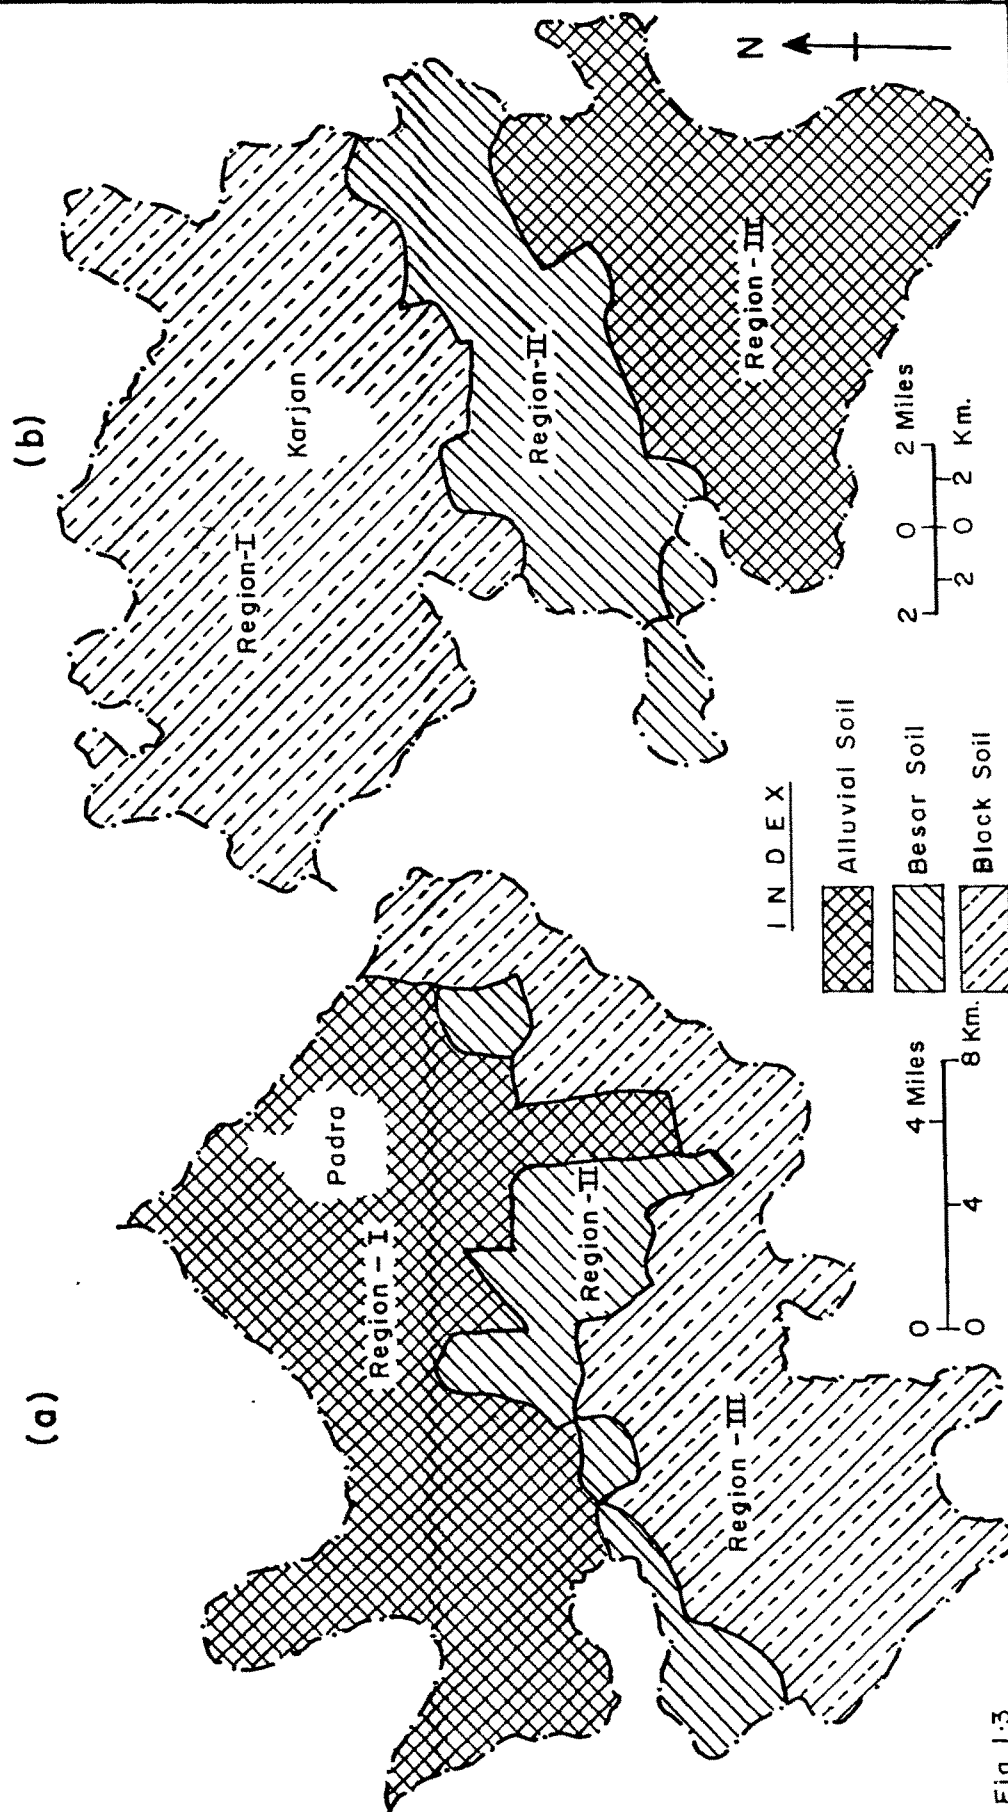 (a)
Padra
Region - I
Region - II
Region - III
0 4 Miles
0 4 8 Km.
Fig. 1·3
(b)
Karjan
Region-I
Region-II
Region-III
N
2 0 2 Miles
2 0 2 Km.
INDEX
Alluvial Soil
Besar Soil
Black Soil